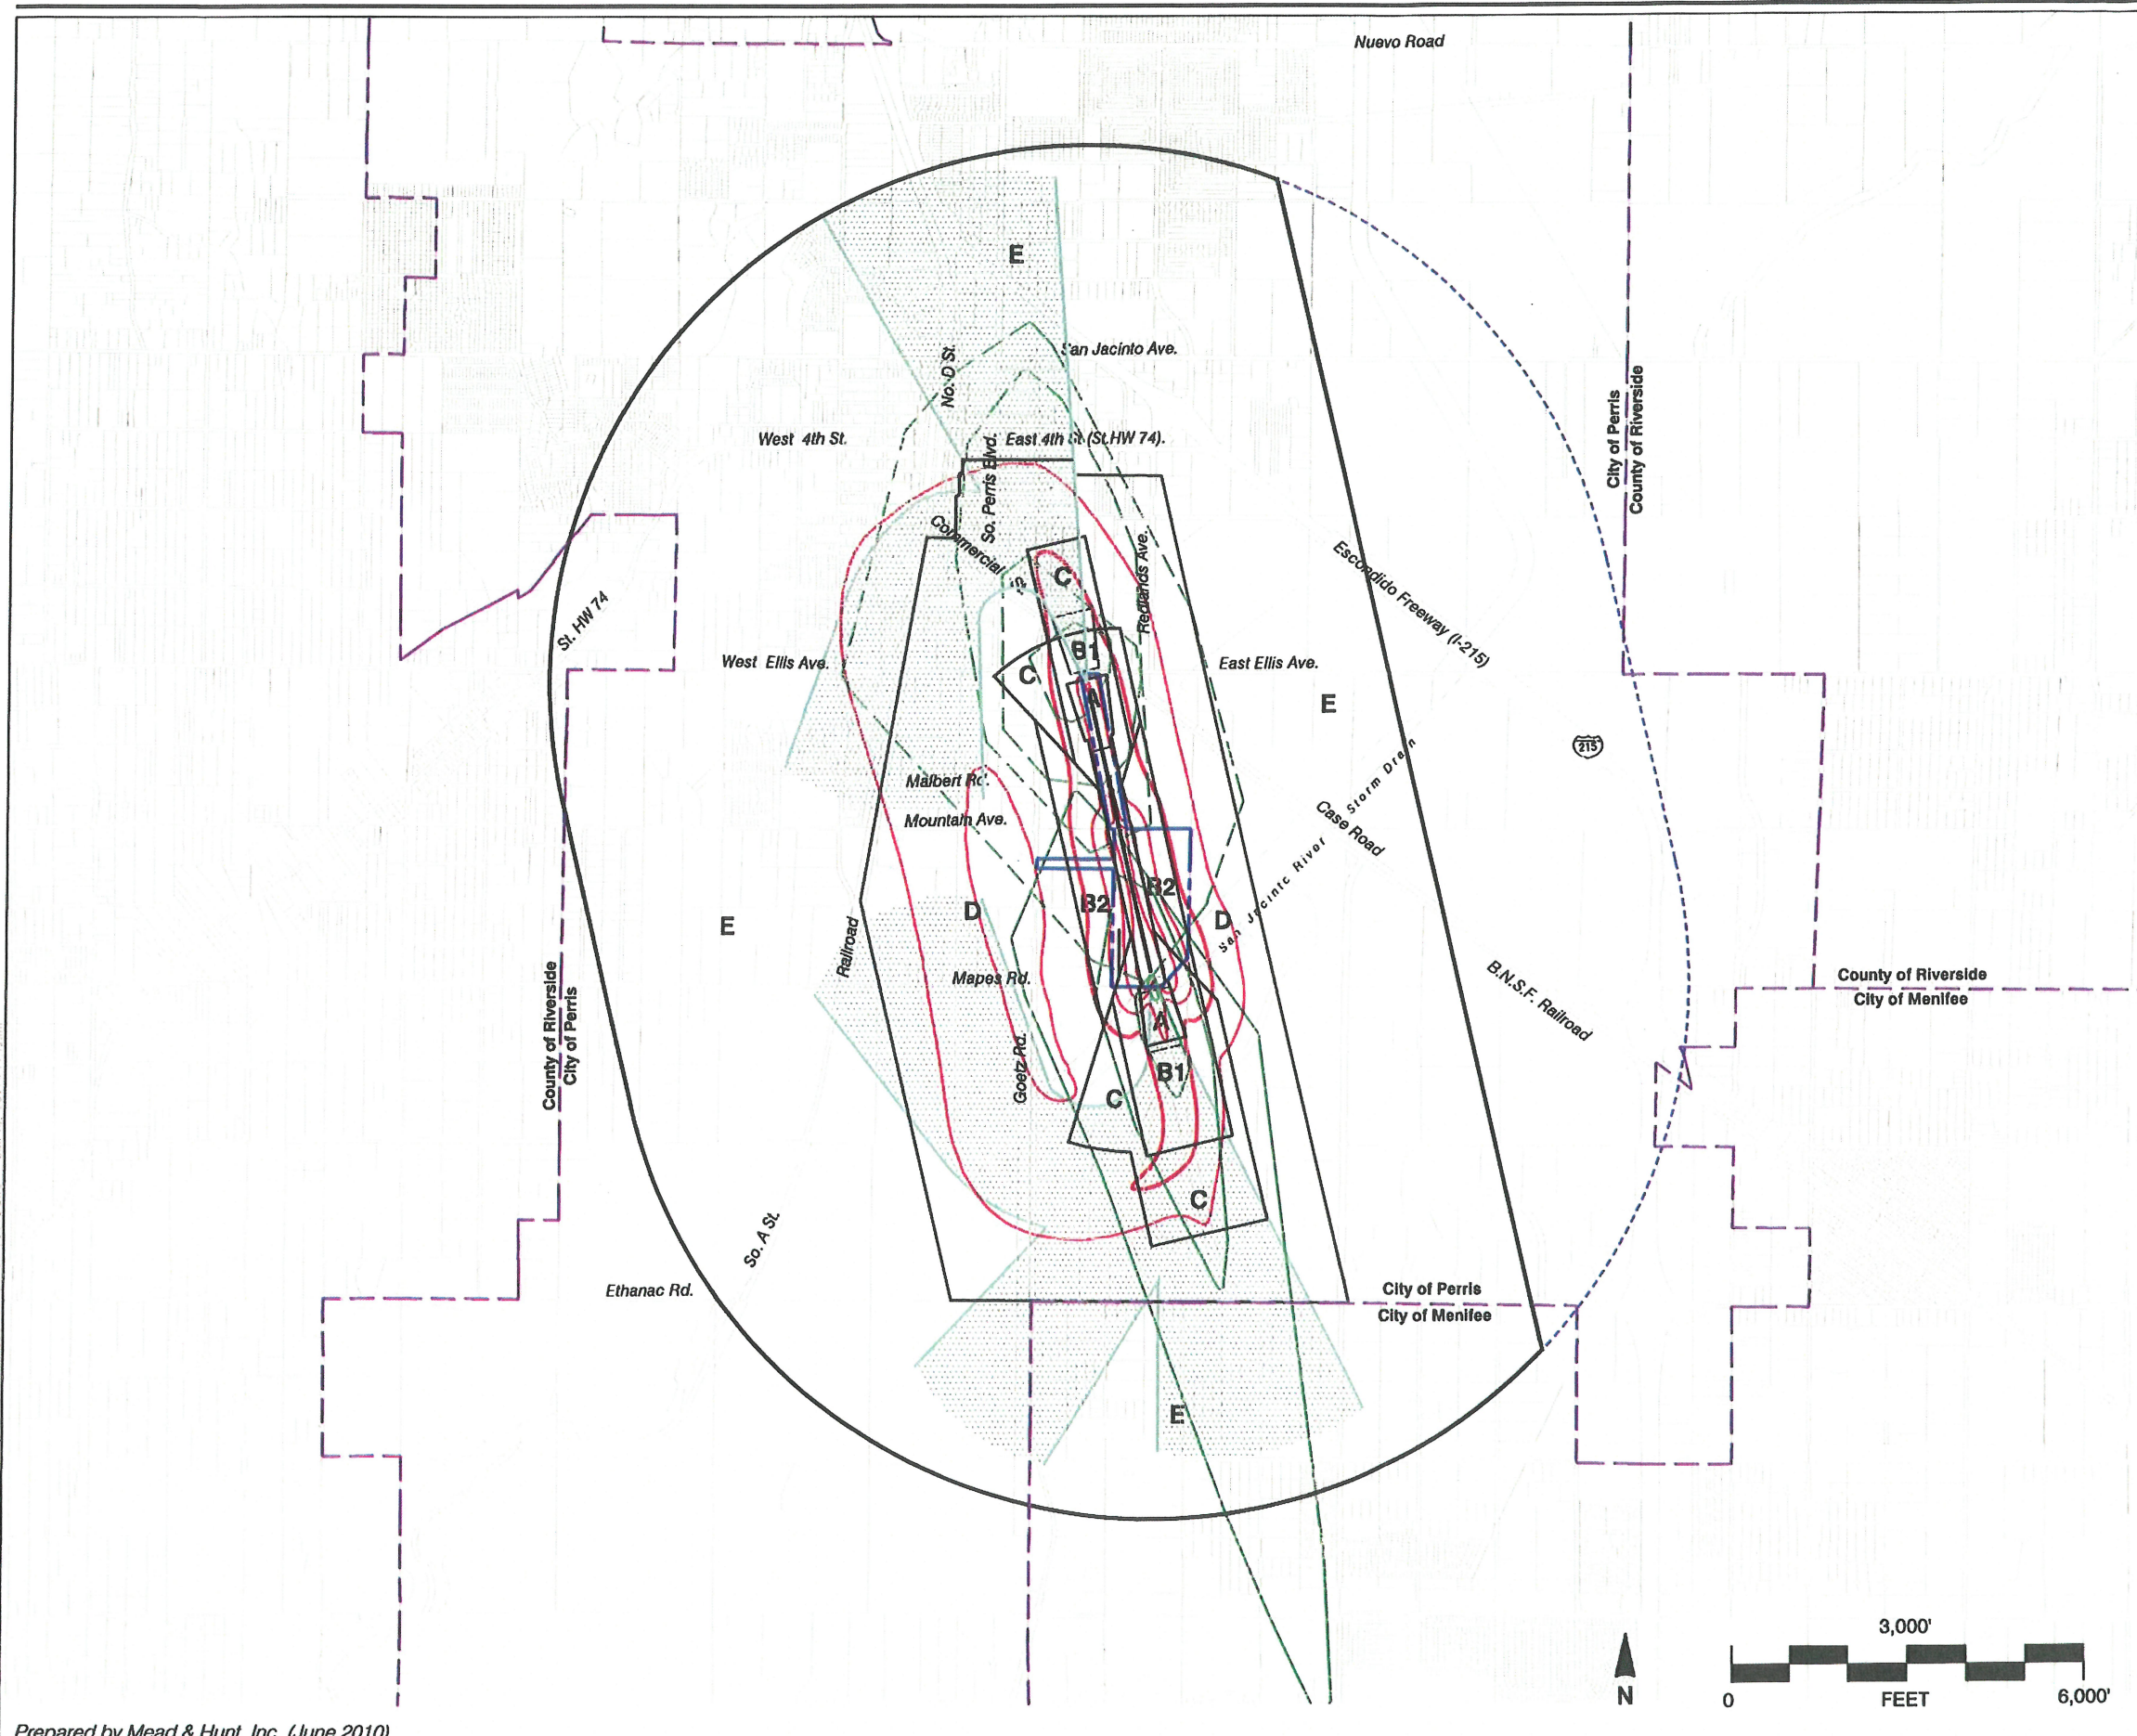 Nuevo Road
E
No. D St.
San Jacinto Ave.
West 4th St.
East 4th St (St.HW 74).
So. Perris Blvd.
City of Perris
County of Riverside
Commercial St.
C
Redlands Ave.
Escondido Freeway (I-215)
St. HW 74
West Ellis Ave.
B1
C
East Ellis Ave.
A
E
215
Malbert Rd.
Mountain Ave.
San Jacinto River Storm Drain
Case Road
B2
B2
D
D
E
Railroad
Mapes Rd.
B.N.S.F. Railroad
County of Riverside
City of Menifee
County of Riverside
City of Perris
A
Goetz Rd.
B1
C
C
So. A St.
Ethanac Rd.
City of Perris
City of Menifee
E
3,000'
N
0
FEET
6,000'
Prepared by Mead & Hunt, Inc. (June 2010)